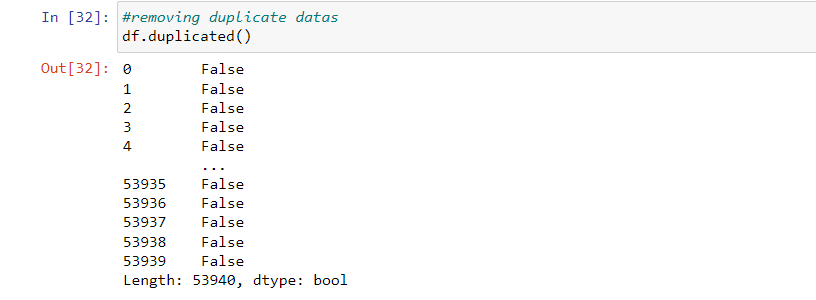 In [32]: #removing duplicate datas
df.duplicated()
Out[32]: 0 False
1 False
2 False
3 False
4 False
...
53935 False
53936 False
53937 False
53938 False
53939 False
Length: 53940, dtype: bool